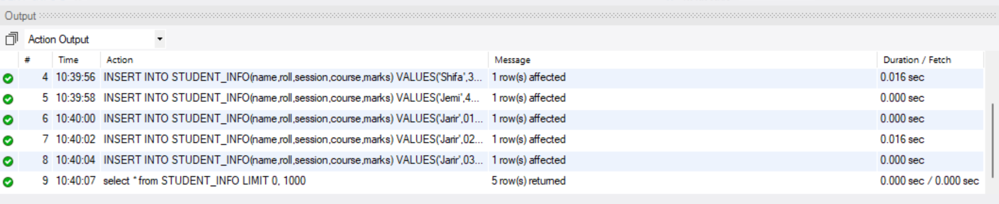 Output
Action Output
# Time Action Message Duration / Fetch
4 10:39:56 INSERT INTO STUDENT_INFO(name,roll,session,course,marks) VALUES('Shifa',3... 1 row(s) affected 0.016 sec
5 10:39:58 INSERT INTO STUDENT_INFO(name,roll,session,course,marks) VALUES('Jemi',4... 1 row(s) affected 0.000 sec
6 10:40:00 INSERT INTO STUDENT_INFO(name,roll,session,course,marks) VALUES('Jarir',01... 1 row(s) affected 0.000 sec
7 10:40:02 INSERT INTO STUDENT_INFO(name,roll,session,course,marks) VALUES('Jarir',02... 1 row(s) affected 0.016 sec
8 10:40:04 INSERT INTO STUDENT_INFO(name,roll,session,course,marks) VALUES('Jarir',03... 1 row(s) affected 0.000 sec
9 10:40:07 select * from STUDENT_INFO LIMIT 0, 1000 5 row(s) returned 0.000 sec / 0.000 sec